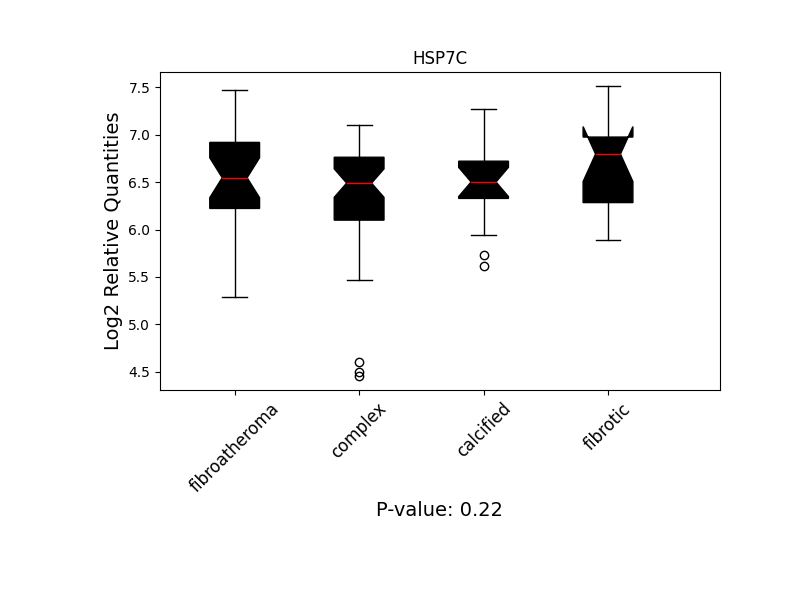 HSP7C
Log2 Relative Quantities
7.5
7.0
6.5
6.0
5.5
5.0
4.5
fibroatheroma
complex
calcified
fibrotic
P-value: 0.22